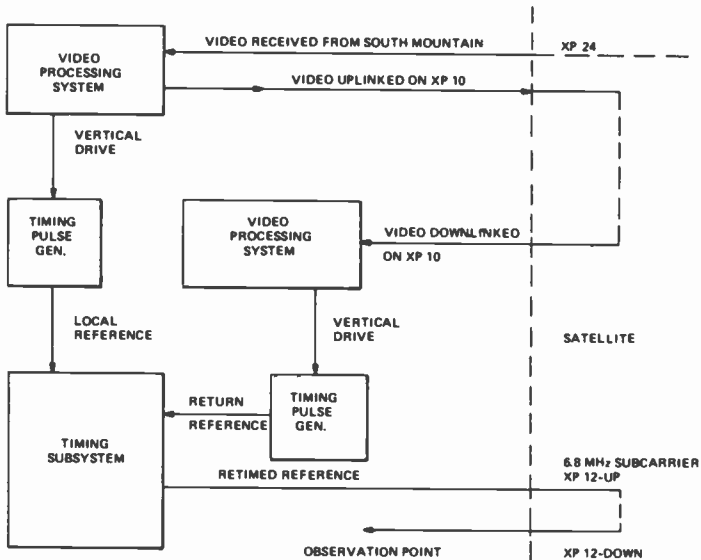 VIDEO RECEIVED FROM SOUTH MOUNTAIN
XP 24
VIDEO
PROCESSING
SYSTEM
VIDEO UPLINKED ON XP 10
VERTICAL
DRIVE
TIMING
PULSE
GEN.
VIDEO
PROCESSING
SYSTEM
VIDEO DOWNLINKED
ON XP 10
LOCAL
REFERENCE
VERTICAL
DRIVE
SATELLITE
TIMING
SUBSYSTEM
RETURN
REFERENCE
TIMING
PULSE
GEN.
RETIMED REFERENCE
6.8 MHz SUBCARRIER
XP 12-UP
OBSERVATION POINT
XP 12-DOWN